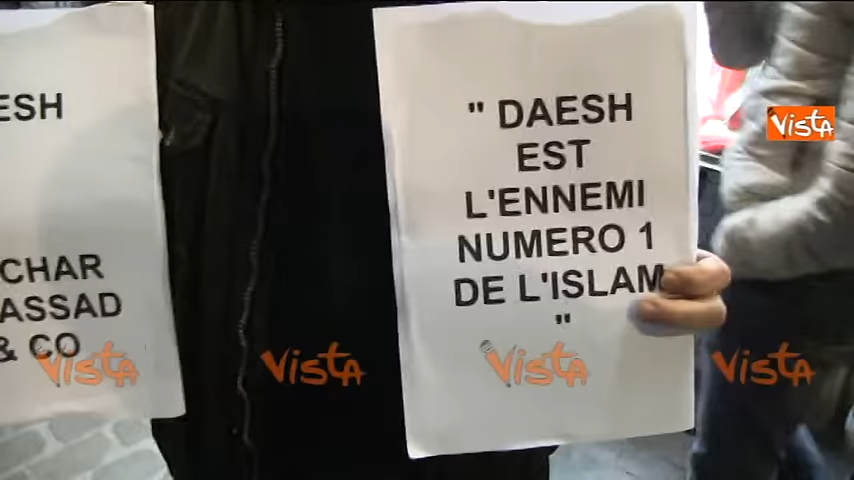 ESH
CHAR
ASSAD
& CO
" DAESH
EST
L'ENNEMI
NUMERO 1
DE L'ISLAM
"
VISTA
VISTA
VISTA
VISTA
VISTA